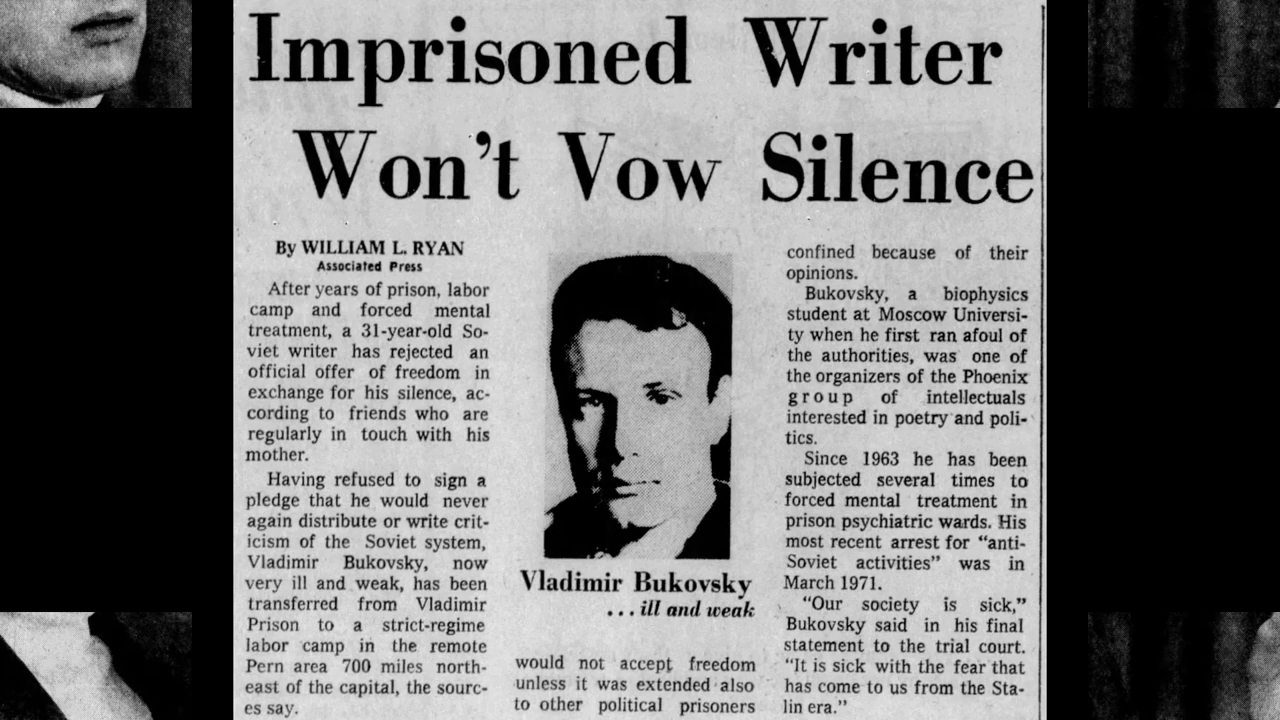 Imprisoned Writer
Won't Vow Silence
By WILLIAM L. RYAN
Associated Press
After years of prison, labor
camp and forced mental
treatment, a 31-year-old So-
viet writer has rejected an
official offer of freedom in
exchange for his silence, ac-
cording to friends who are
regularly in touch with his
mother.
Having refused to sign a
pledge that he would never
again distribute or write crit-
icism of the Soviet system,
Vladimir Bukovsky, now
very ill and weak, has been
transferred from Vladimir
Prison to a strict-regime
labor camp in the remote
Pern area 700 miles north-
east of the capital, the sourc-
es say.
Vladimir Bukovsky
...ill and weak
would not accept freedom
unless it was extended also
to other political prisoners
confined because of their
opinions.
Bukovsky, a biophysics
student at Moscow Universi-
ty when he first ran afoul of
the authorities, was one of
the organizers of the Phoenix
group of intellectuals
interested in poetry and poli-
tics.
Since 1963 he has been
subjected several times to
forced mental treatment in
prison psychiatric wards. His
most recent arrest for "anti-
Soviet activities" was in
March 1971.
"Our society is sick,"
Bukovsky said in his final
statement to the trial court.
"It is sick with the fear that
has come to us from the Sta-
lin era."